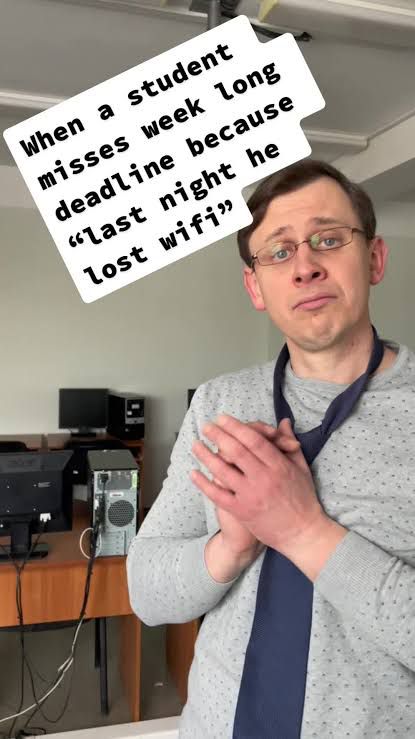 When a student
misses week long
deadline because
“last night he
lost wifi”